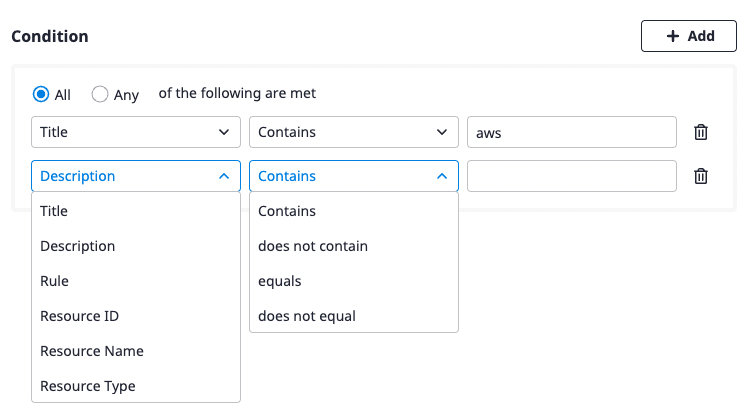 Condition
Add
All
Any
of the following are met
Title
Contains
aws
Description
Contains
Title
Description
Rule
Resource ID
Resource Name
Resource Type
Contains
does not contain
equals
does not equal